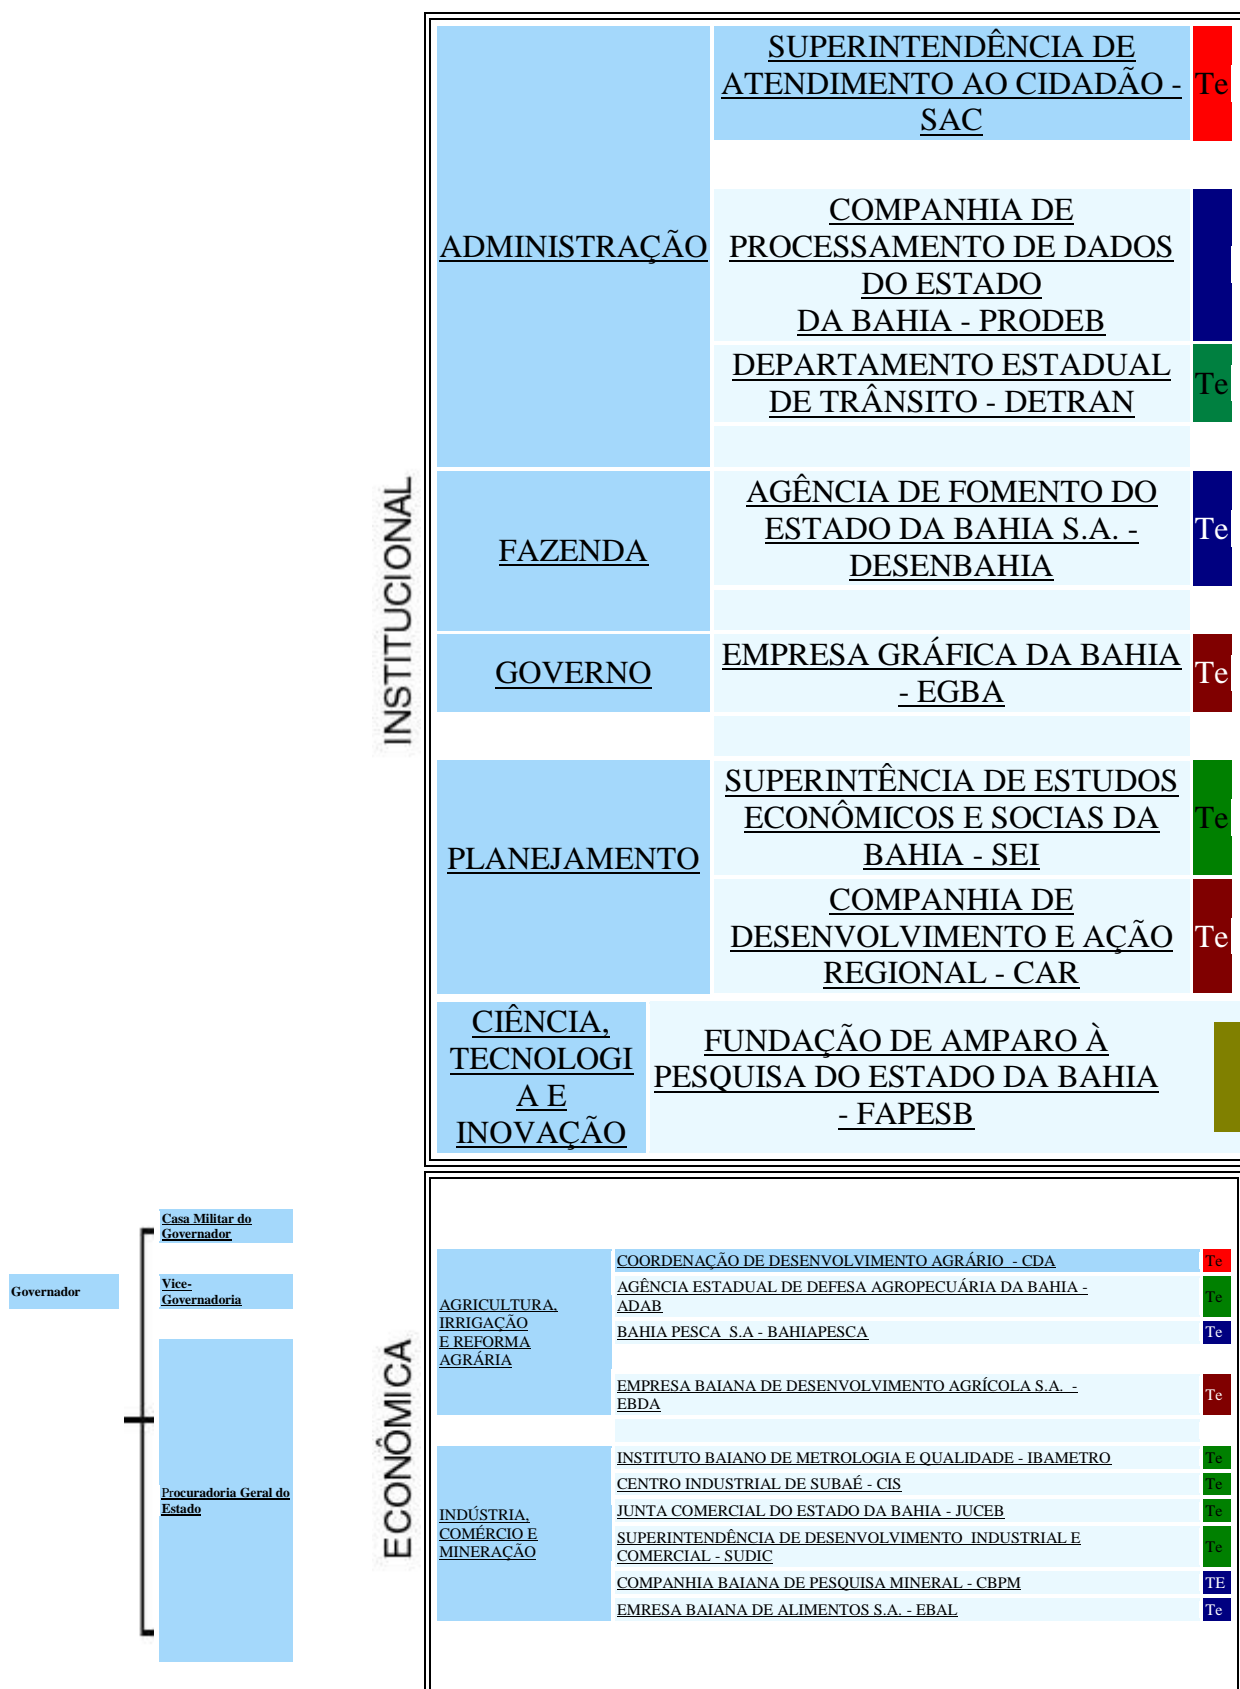 INSTITUCIONAL
ADMINISTRAÇÃO
SUPERINTENDÊNCIA DE
ATENDIMENTO AO CIDADÃO -
SAC
Te
COMPANHIA DE
PROCESSAMENTO DE DADOS
DO ESTADO
DA BAHIA - PRODEB
DEPARTAMENTO ESTADUAL
DE TRÂNSITO - DETRAN
Te
FAZENDA
AGÊNCIA DE FOMENTO DO
ESTADO DA BAHIA S.A. -
DESENBAHIA
Te
GOVERNO
EMPRESA GRÁFICA DA BAHIA
- EGBA
Te
PLANEJAMENTO
SUPERINTÊNCIA DE ESTUDOS
ECONÔMICOS E SOCIAS DA
BAHIA - SEI
Te
COMPANHIA DE
DESENVOLVIMENTO E AÇÃO
REGIONAL - CAR
Te
CIÊNCIA,
TECNOLOGI
A E
INOVAÇÃO
FUNDAÇÃO DE AMPARO À
PESQUISA DO ESTADO DA BAHIA
- FAPESB
Governador
Casa Militar do
Governador
Vice-
Governadoria
Procuradoria Geral do
Estado
ECONÔMICA
AGRICULTURA,
IRRIGAÇÃO
E REFORMA
AGRÁRIA
COORDENAÇÃO DE DESENVOLVIMENTO AGRÁRIO - CDA
Te
AGÊNCIA ESTADUAL DE DEFESA AGROPECUÁRIA DA BAHIA -
ADAB
Te
BAHIA PESCA S.A - BAHIAPESCA
Te
EMPRESA BAIANA DE DESENVOLVIMENTO AGRÍCOLA S.A. -
EBDA
Te
INDÚSTRIA,
COMÉRCIO E
MINERAÇÃO
INSTITUTO BAIANO DE METROLOGIA E QUALIDADE - IBAMETRO
Te
CENTRO INDUSTRIAL DE SUBAÉ - CIS
Te
JUNTA COMERCIAL DO ESTADO DA BAHIA - JUCEB
Te
SUPERINTENDÊNCIA DE DESENVOLVIMENTO INDUSTRIAL E
COMERCIAL - SUDIC
Te
COMPANHIA BAIANA DE PESQUISA MINERAL - CBPM
TE
EMRESA BAIANA DE ALIMENTOS S.A. - EBAL
Te